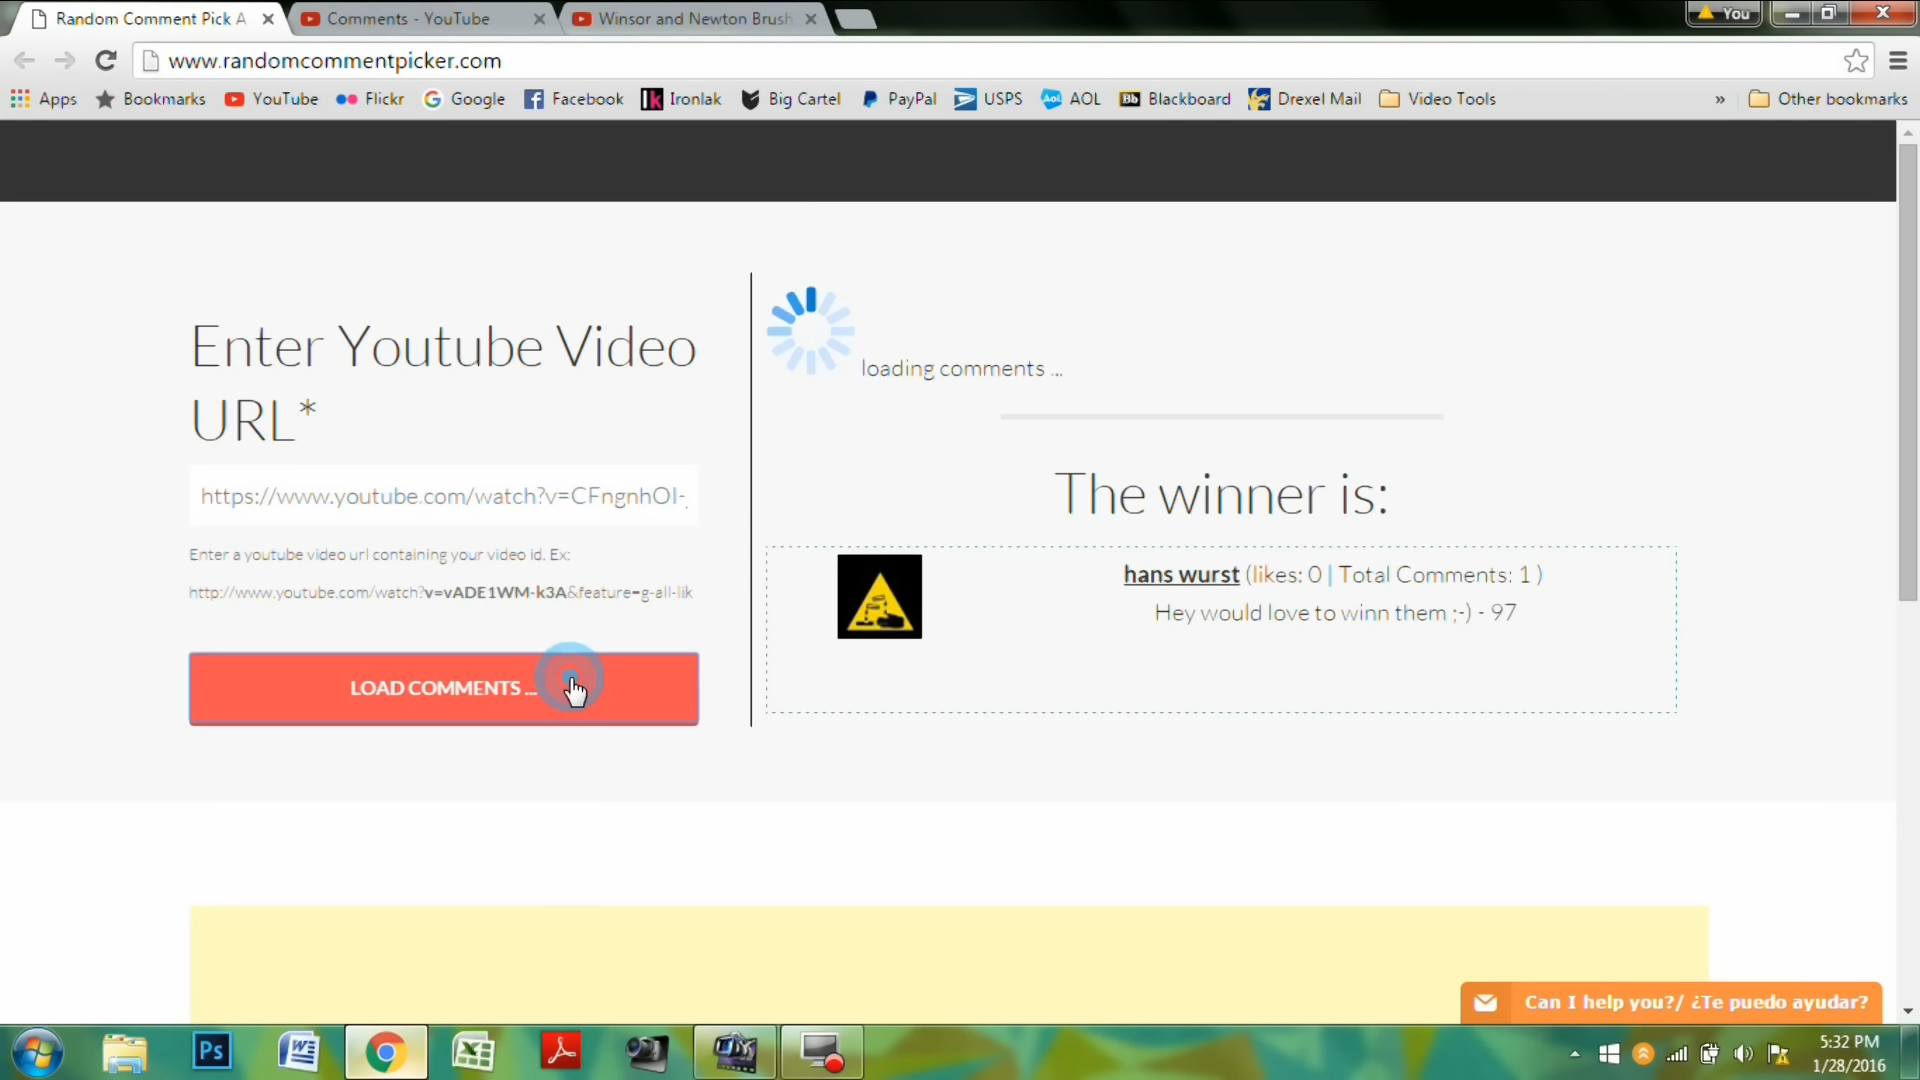 Random Comment Pick A
Comments - YouTube
Winsor and Newton Brush
You
www.randomcommentpicker.com
Apps
Bookmarks
YouTube
Flickr
Google
Facebook
Ironlak
Big Cartel
PayPal
USPS
AOL
Blackboard
Drexel Mail
Video Tools
»
Other bookmarks
Enter Youtube Video
URL*
https://www.youtube.com/watch?v=CFngnhOI-
Enter a youtube video url containing your video id. Ex:
http://www.youtube.com/watch?v=vADE1WM-k3A&feature=g-all-lik
LOAD COMMENTS ...
loading comments ...
The winner is:
hans wurst (likes: 0 | Total Comments: 1 )
Hey would love to winn them ;-) - 97
Can I help you?/ ¿Te puedo ayudar?
Ps
5:32 PM
1/28/2016